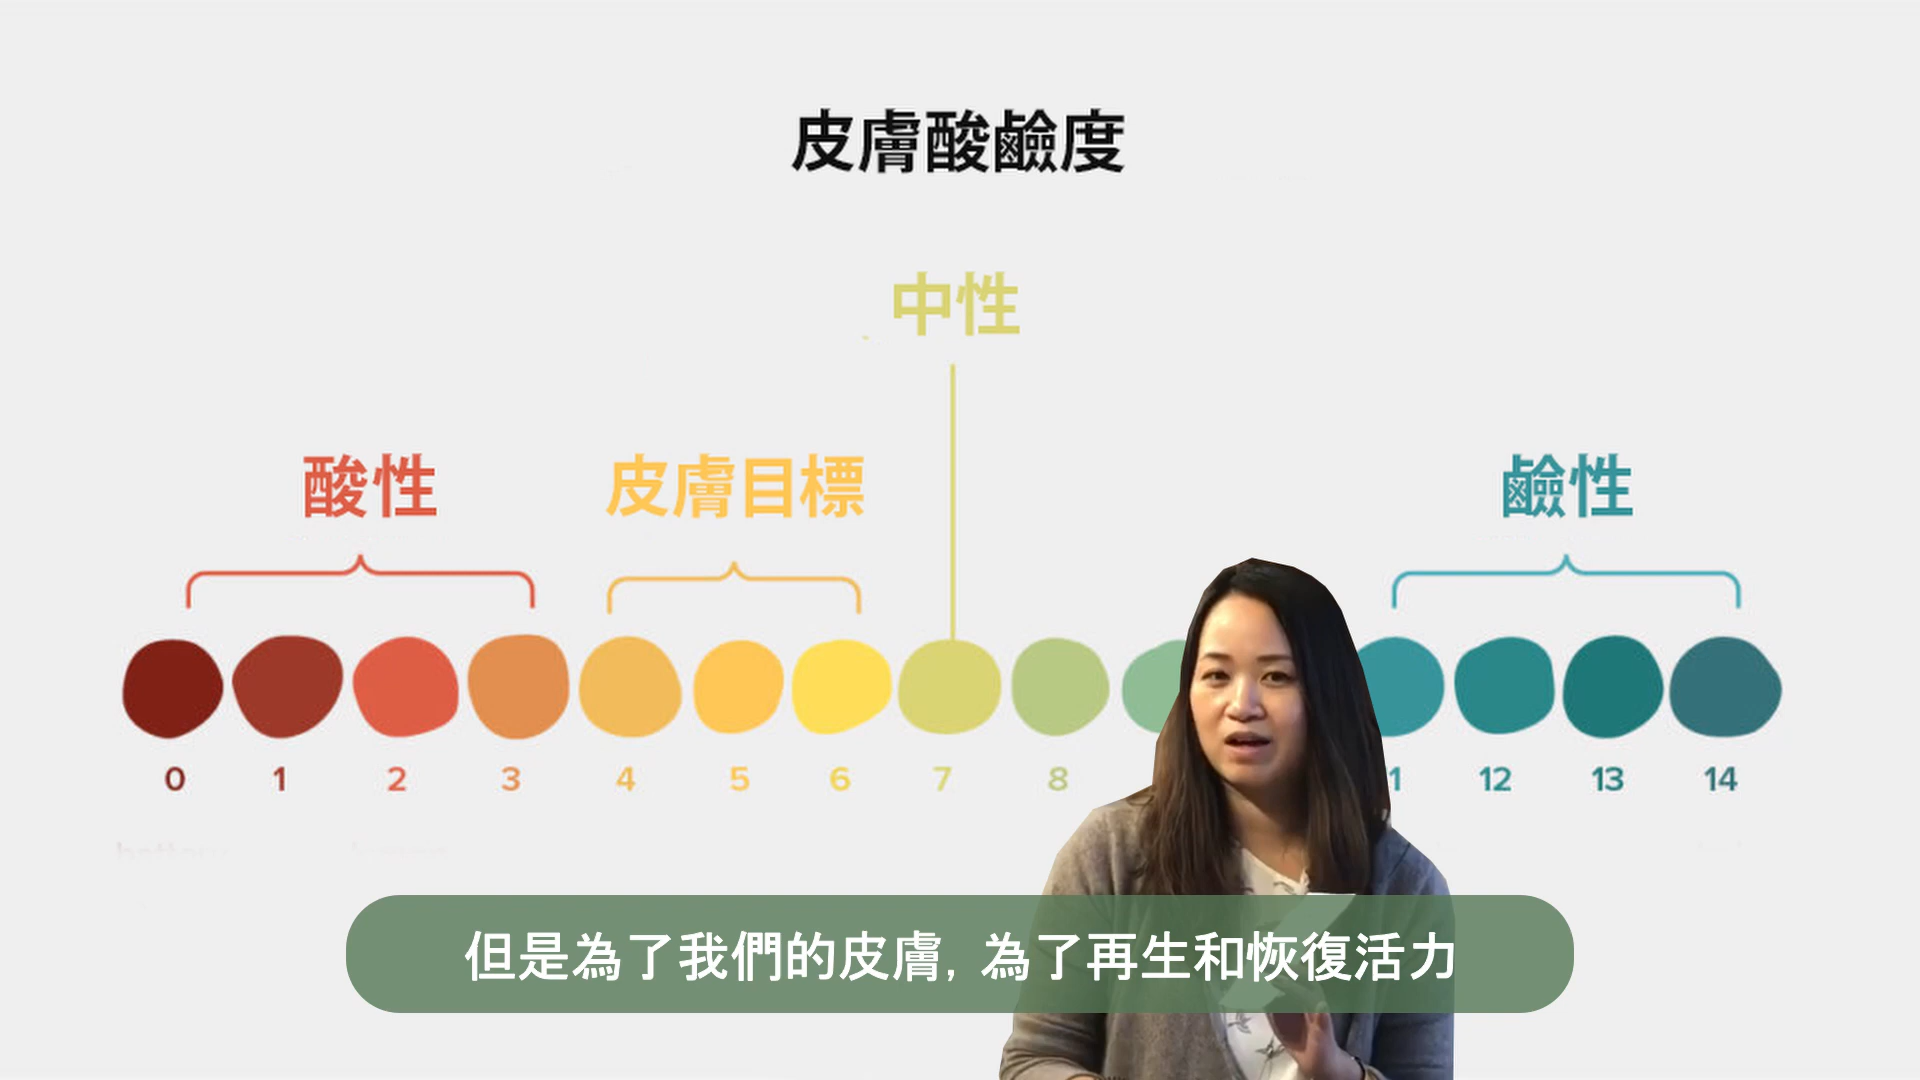 皮膚酸鹼度
中性
酸性 皮膚目標 鹼性
0 1 2 3 4 5 6 7 8 12 13 14
但是為了我們的皮膚, 為了再生和恢復活力